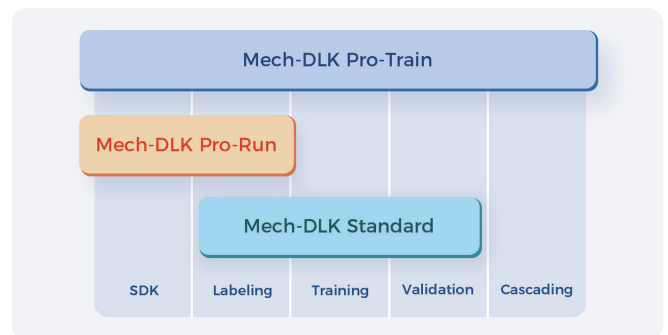 Mech-DLK Pro-Train
Mech-DLK Pro-Run
Mech-DLK Standard
SDK Labeling Training Validation Cascading